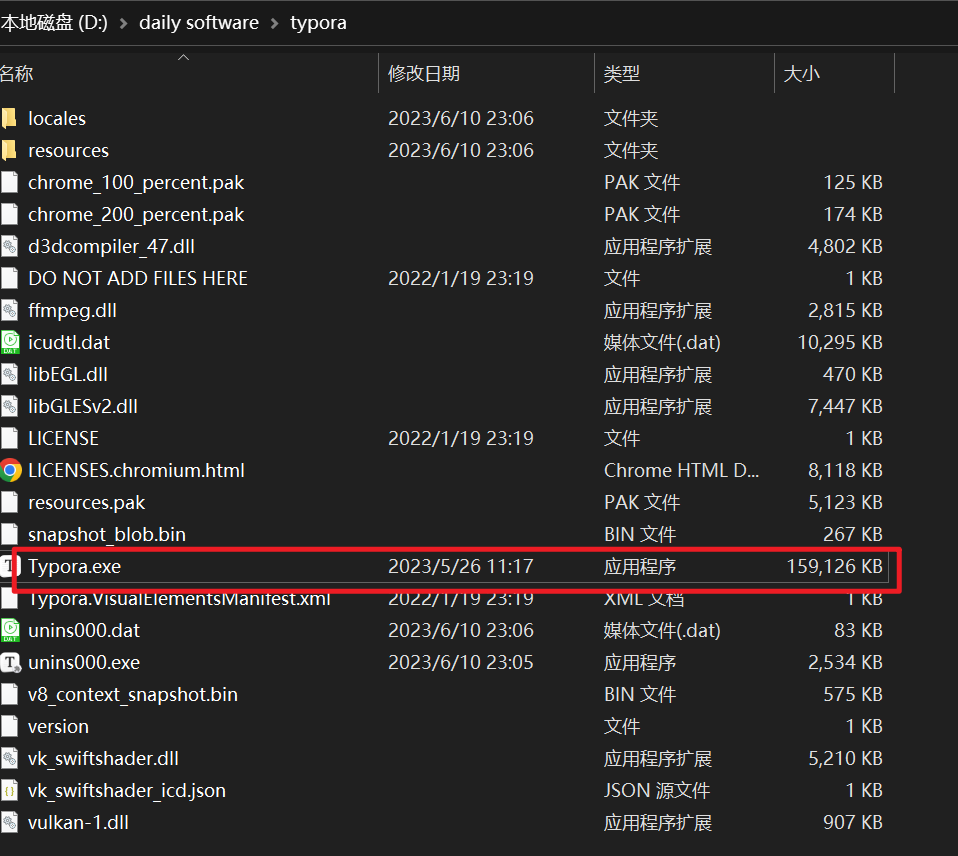 本地磁盘 (D:) > daily software > typora
名称 修改日期 类型 大小
locales 2023/6/10 23:06 文件夹
resources 2023/6/10 23:06 文件夹
chrome_100_percent.pak PAK 文件 125 KB
chrome_200_percent.pak PAK 文件 174 KB
d3dcompiler_47.dll 应用程序扩展 4,802 KB
DO NOT ADD FILES HERE 2022/1/19 23:19 文件 1 KB
ffmpeg.dll 应用程序扩展 2,815 KB
icudtl.dat 媒体文件(.dat) 10,295 KB
libEGL.dll 应用程序扩展 470 KB
libGLESv2.dll 应用程序扩展 7,447 KB
LICENSE 2022/1/19 23:19 文件 1 KB
LICENSES.chromium.html Chrome HTML D... 8,118 KB
resources.pak PAK 文件 5,123 KB
snapshot_blob.bin BIN 文件 267 KB
Typora.exe 2023/5/26 11:17 应用程序 159,126 KB
Typora.VisualElementsManifest.xml 2022/1/19 23:19 XML 文档 1 KB
unins000.dat 2023/6/10 23:06 媒体文件(.dat) 83 KB
unins000.exe 2023/6/10 23:05 应用程序 2,534 KB
v8_context_snapshot.bin BIN 文件 575 KB
version 文件 1 KB
vk_swiftshader.dll 应用程序扩展 5,210 KB
vk_swiftshader_icd.json JSON 源文件 1 KB
vulkan-1.dll 应用程序扩展 907 KB